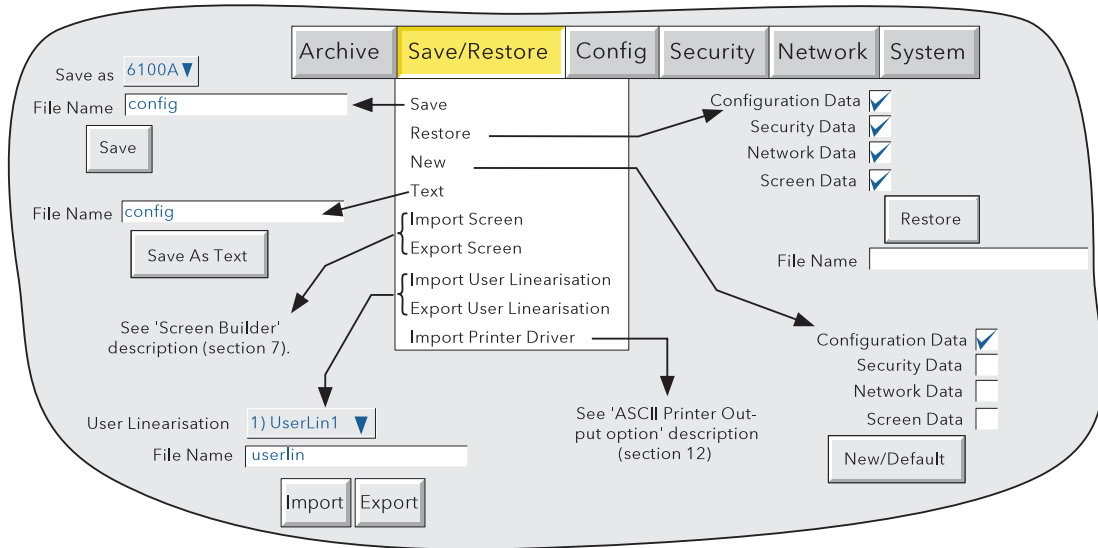 Archive
Save/Restore
Config
Security
Network
System
Save as 6100A
File Name config
Save
File Name config
Save As Text
See 'Screen Builder'
description (section 7).
User Linearisation 1) UserLin1
File Name userlin
Import
Export
Save
Restore
New
Text
Import Screen
Export Screen
Import User Linearisation
Export User Linearisation
Import Printer Driver
See 'ASCII Printer Out-
put option' description
(section 12)
Configuration Data
Security Data
Network Data
Screen Data
Restore
File Name
Configuration Data
Security Data
Network Data
Screen Data
New/Default